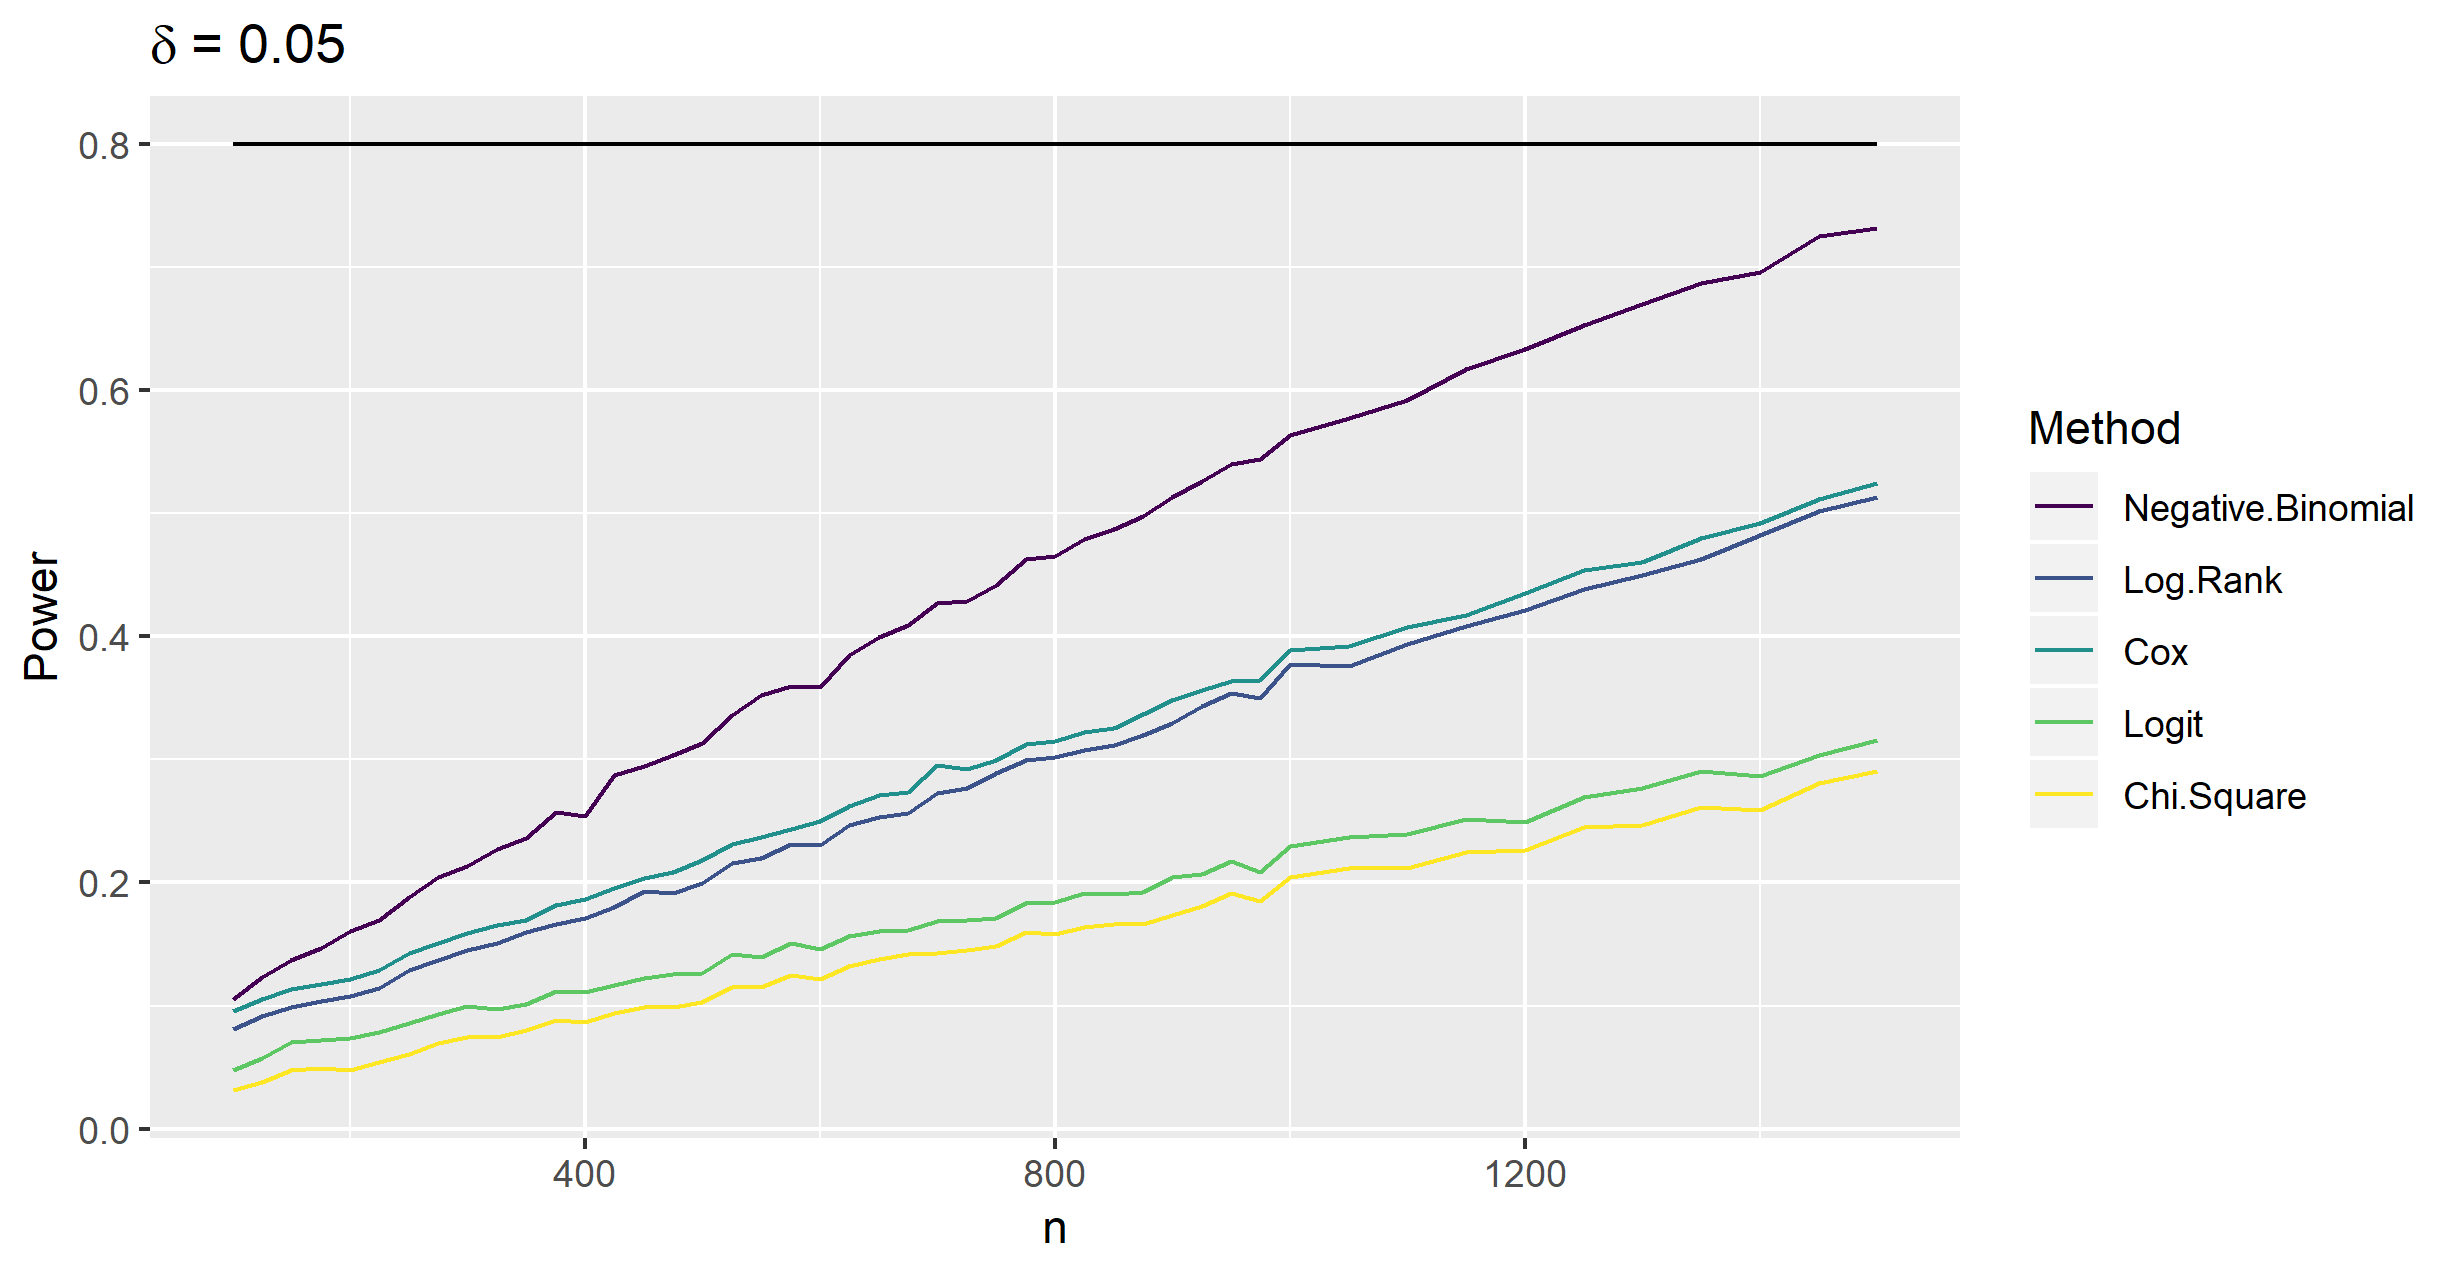 δ = 0.05
Power
0.8
0.6
0.4
0.2
0.0
400
800
1200
n
Method
Negative.Binomial
Log.Rank
Cox
Logit
Chi.Square